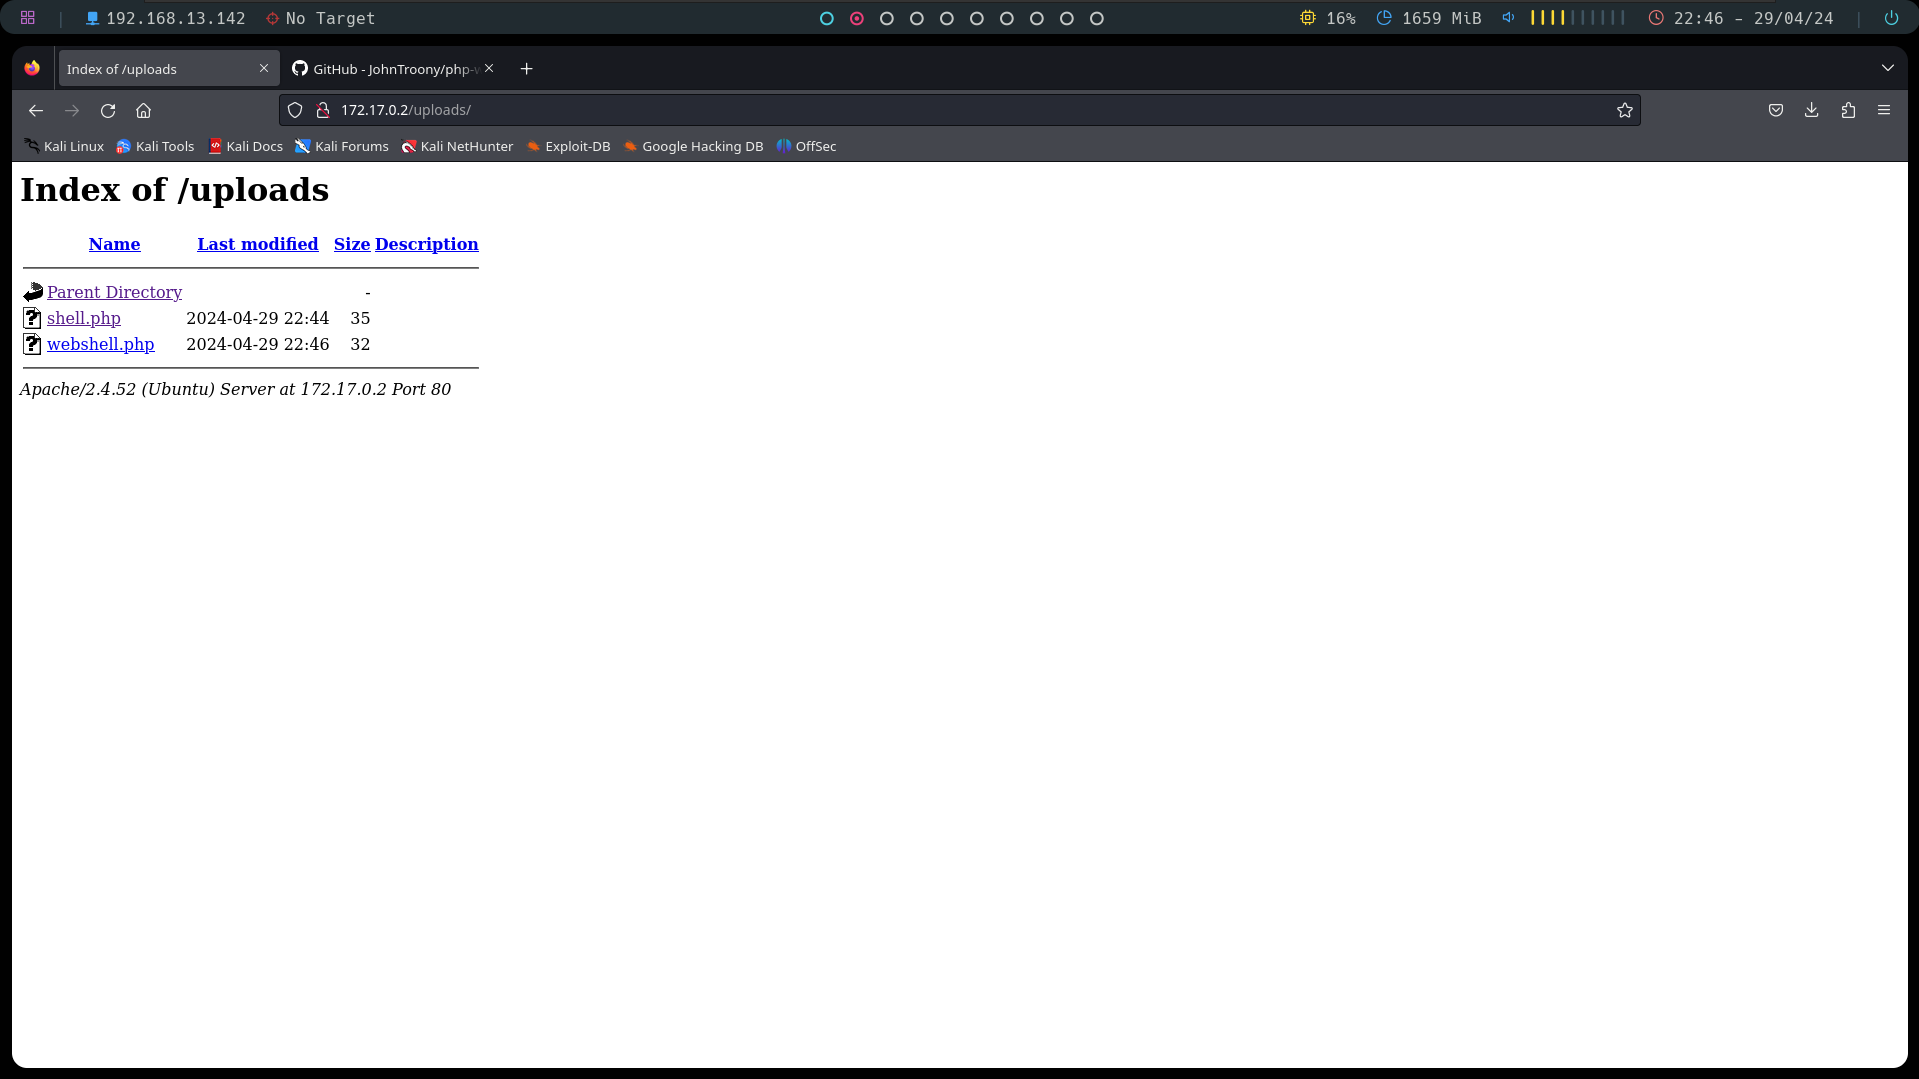 192.168.13.142 No Target 16% 1659 MiB 22:46 - 29/04/24
Index of /uploads GitHub - JohnTroony/php-
172.17.0.2/uploads/
Kali Linux Kali Tools Kali Docs Kali Forums Kali NetHunter Exploit-DB Google Hacking DB OffSec
Index of /uploads
Name Last modified Size Description
Parent Directory -
shell.php 2024-04-29 22:44 35
webshell.php 2024-04-29 22:46 32
Apache/2.4.52 (Ubuntu) Server at 172.17.0.2 Port 80